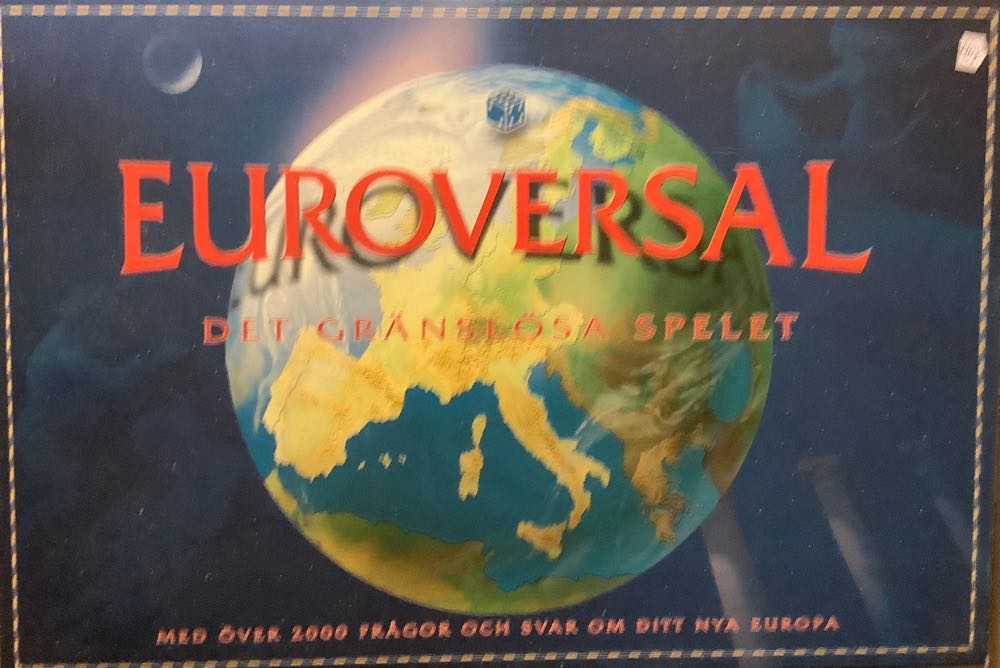 EUROVERSAL
DET GRÄNSLÖSA SPELET
MED ÖVER 2000 FRÅGOR OCH SVAR OM DITT NYA EUROPA